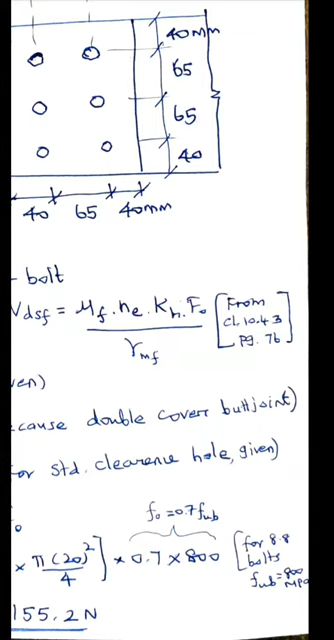 40mm
65
65
40
40 65 40mm
- bolt
Vdsf = μf . ne . Kh . Fo [From
γmf cl. 10.4.3
Pg. 76]
ven)
cause double coverr butt joint)
for std. clearence hole, given)
fo = 0.7 fub
× π(20)²/4] × 0.7 × 800 [for 8.8
bolts
fub = 800
MPa
155.2 N